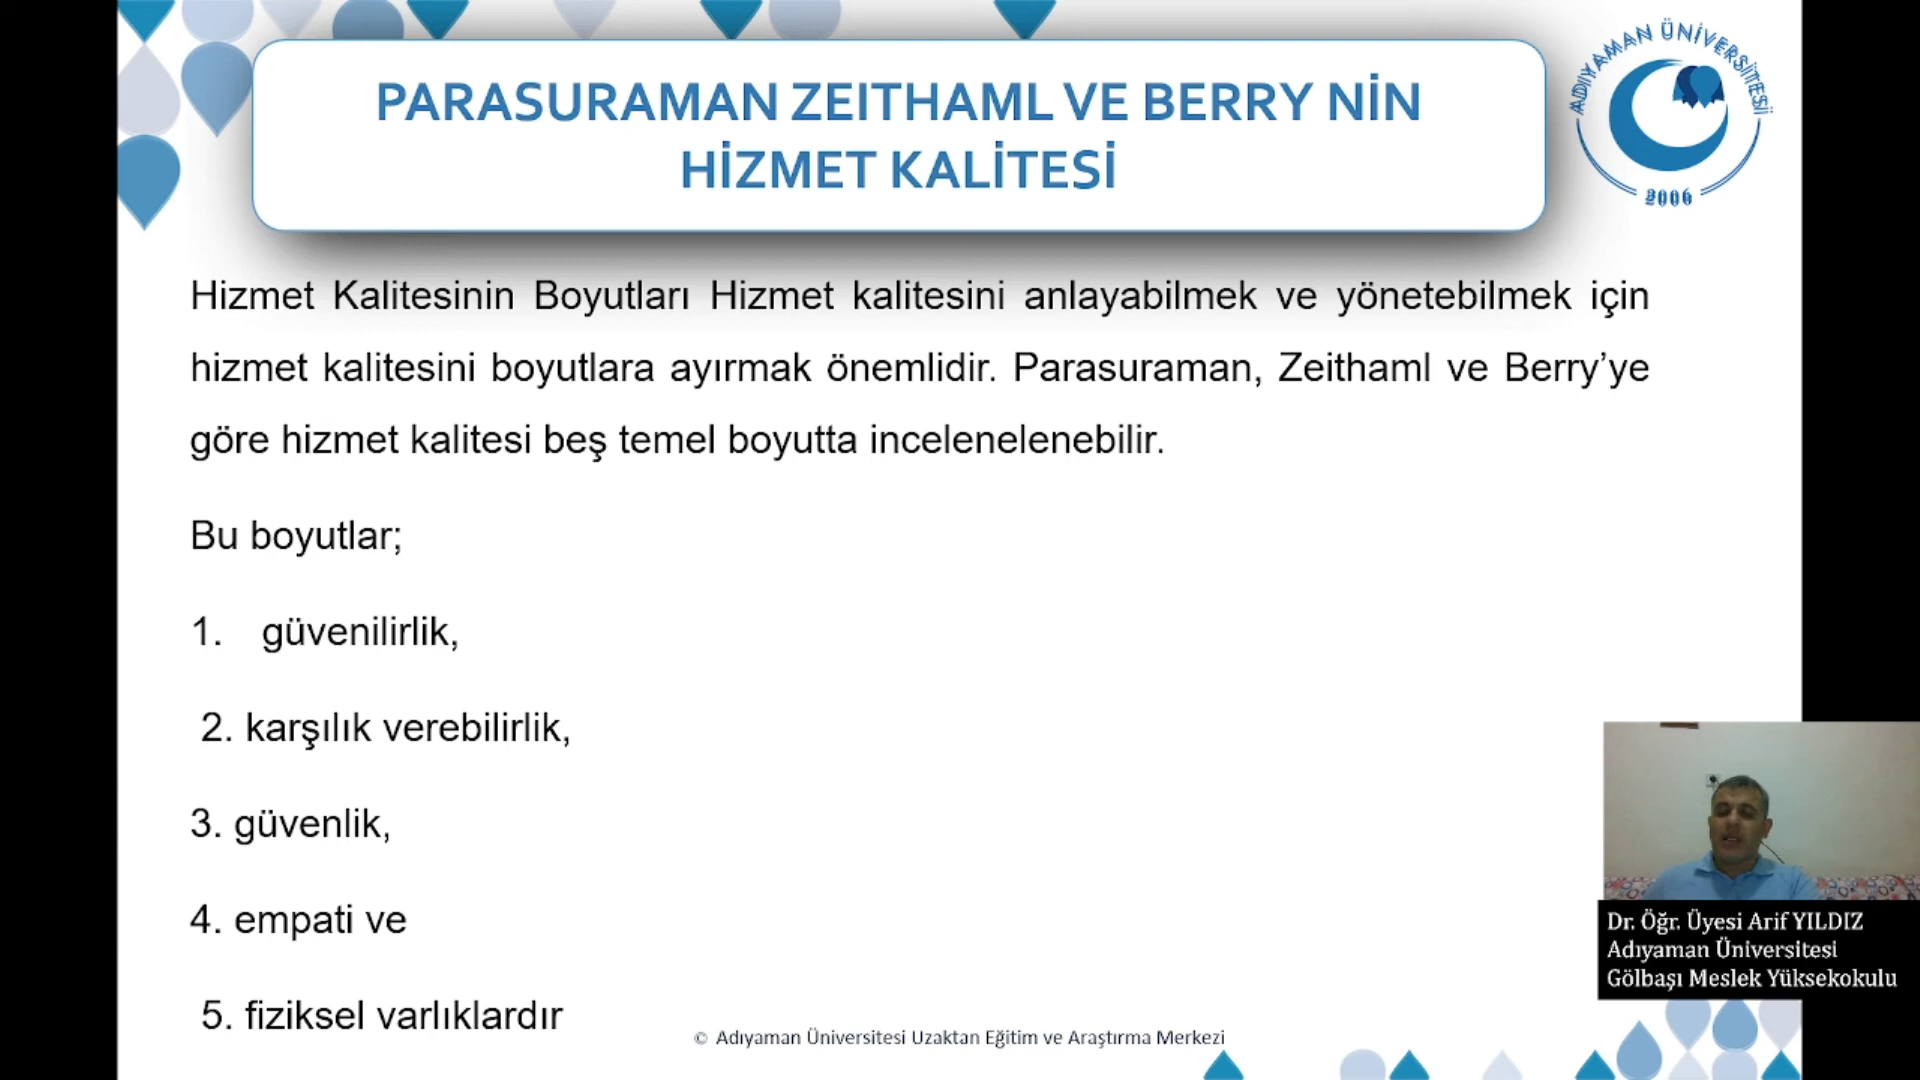 PARASURAMAN ZEITHAML VE BERRY NİN
HİZMET KALİTESİ
ADIYAMAN ÜNİVERSİTESİ
2006
Hizmet Kalitesinin Boyutları Hizmet kalitesini anlayabilmek ve yönetebilmek için
hizmet kalitesini boyutlara ayırmak önemlidir. Parasuraman, Zeithaml ve Berry’ye
göre hizmet kalitesi beş temel boyutta incelenelenebilir.
Bu boyutlar;
1. güvenilirlik,
2. karşılık verebilirlik,
3. güvenlik,
4. empati ve
5. fiziksel varlıklardır
Dr. Öğr. Üyesi Arif YILDIZ
Adıyaman Üniversitesi
Gölbaşı Meslek Yüksekokulu
© Adıyaman Üniversitesi Uzaktan Eğitim ve Araştırma Merkezi